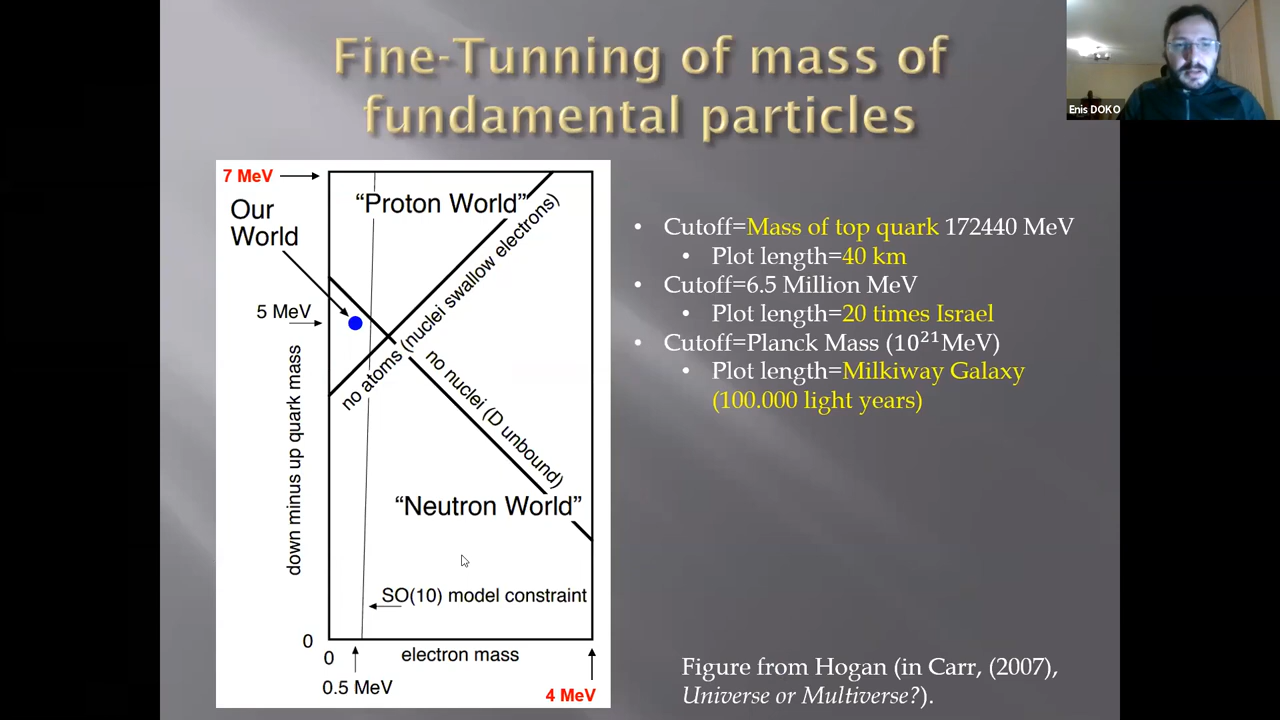 Fine-Tunning of mass of
fundamental particles
Enis DOKO
7 MeV
Our
World
"Proton World"
no atoms (nuclei swallow electrons)
5 MeV
down minus up quark mass
no nuclei (D unbound)
"Neutron World"
SO(10) model constraint
0
0
electron mass
0.5 MeV
4 MeV
• Cutoff=Mass of top quark 172440 MeV
• Plot length=40 km
• Cutoff=6.5 Million MeV
• Plot length=20 times Israel
• Cutoff=Planck Mass (10²¹MeV)
• Plot length=Milkiway Galaxy
(100.000 light years)
Figure from Hogan (in Carr, (2007),
Universe or Multiverse?).